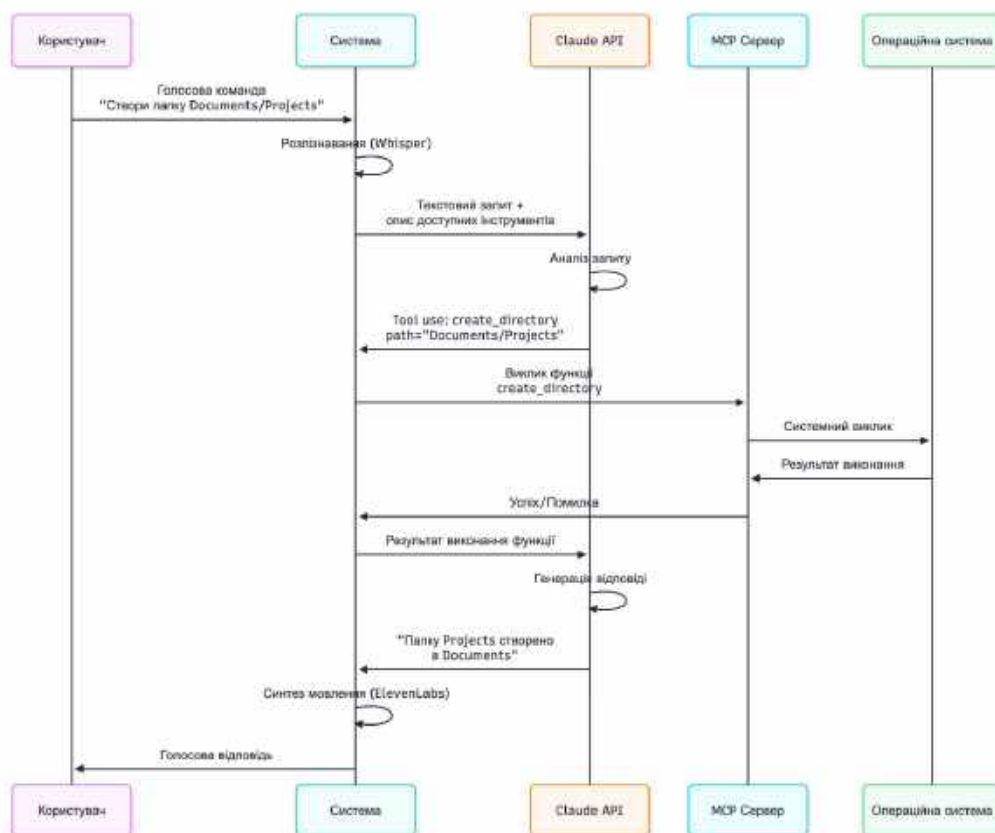 Користувач
Система
Claude API
MCP Сервер
Операційна система
Голосова команда
"Створи папку Documents/Projects"
Розпізнавання (Whisper)
Текстовий запит +
опис доступних інструментів
Аналіз запиту
Tool use: create_directory
path="Documents/Projects"
Виклик функції
create_directory
Системний виклик
Результат виконання
Успіх/Помилка
Результат виконання функції
Генерація відповіді
"Папку Projects створено
в Documents"
Синтез мовлення (ElevenLabs)
Голосова відповідь
Користувач
Система
Claude API
MCP Сервер
Операційна система